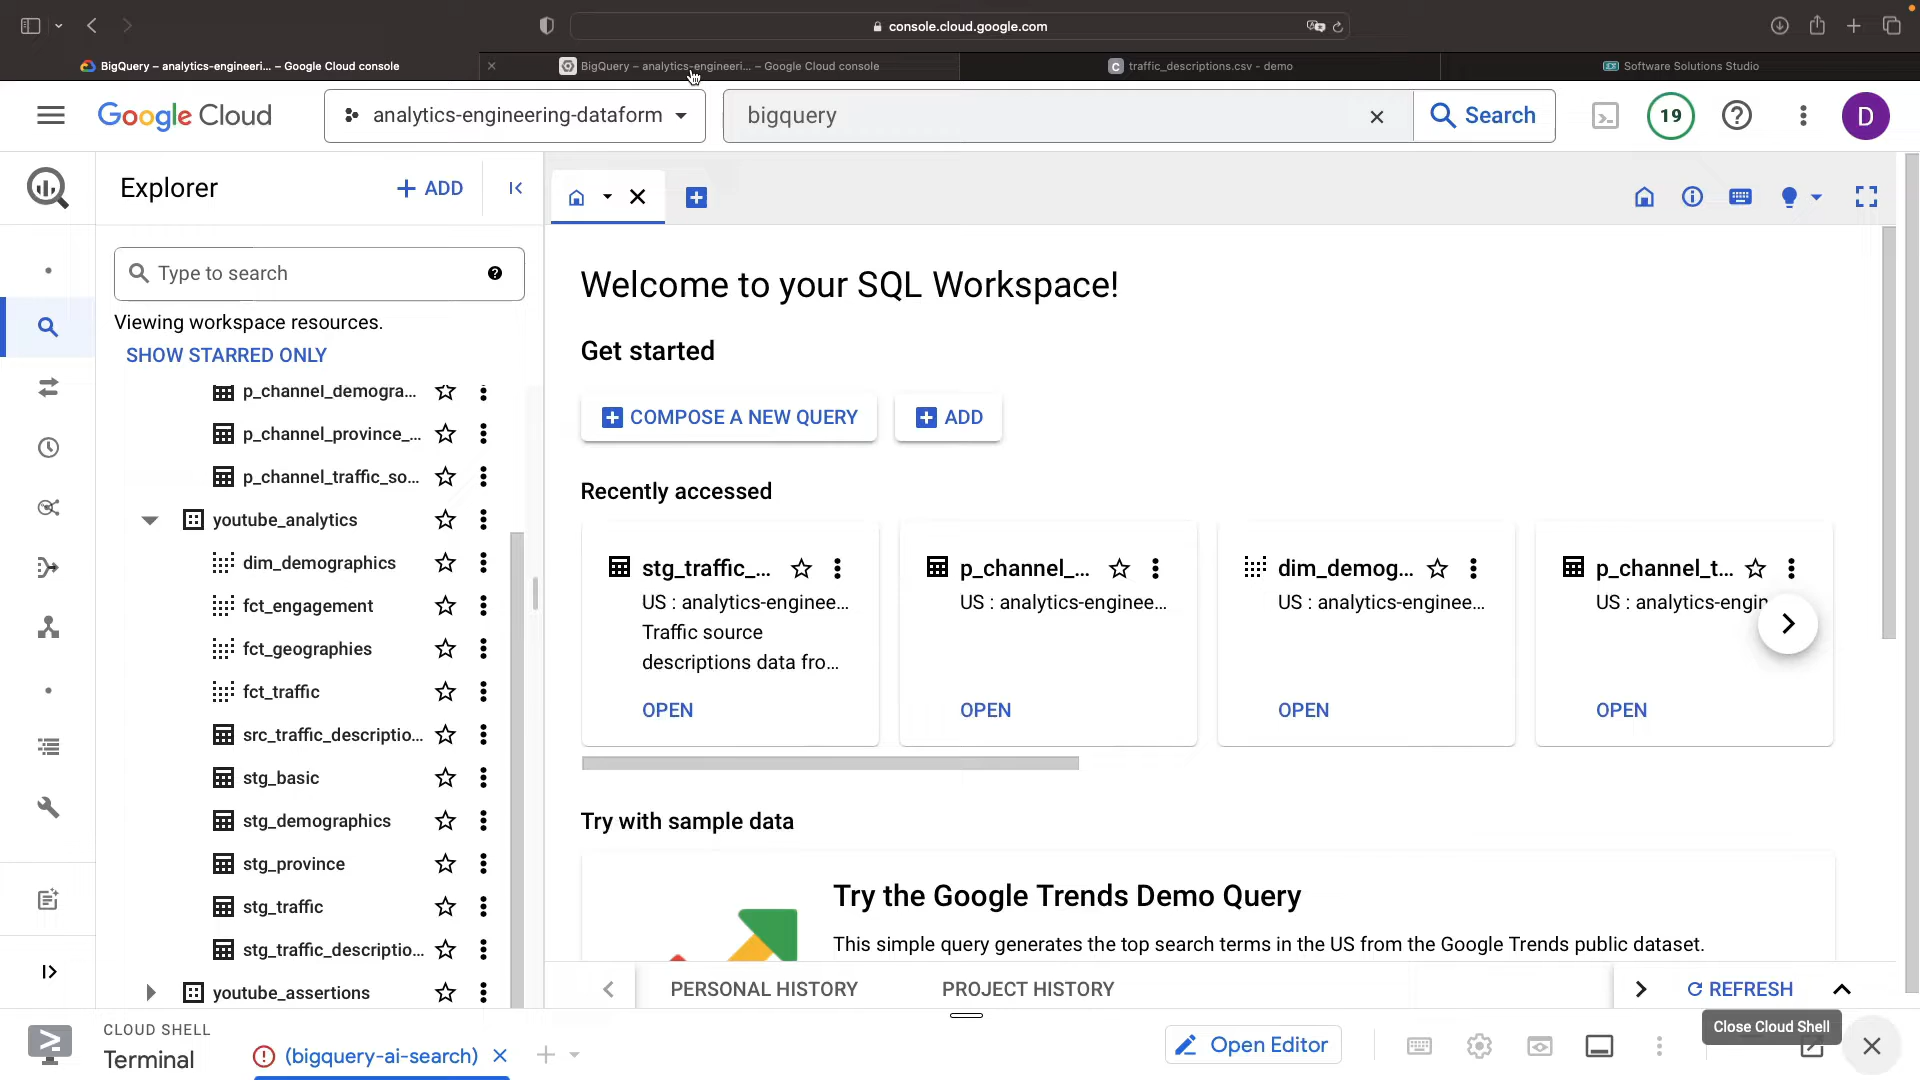 console.cloud.google.com
BigQuery – analytics-engineeri... – Google Cloud console
BigQuery – analytics-engineeri... – Google Cloud console
traffic_descriptions.csv - demo
Software Solutions Studio
Google Cloud
analytics-engineering-dataform
bigquery
Search
19
D
Explorer
ADD
Type to search
Viewing workspace resources.
SHOW STARRED ONLY
p_channel_demogra...
p_channel_province_...
p_channel_traffic_so...
youtube_analytics
dim_demographics
fct_engagement
fct_geographies
fct_traffic
src_traffic_descriptio...
stg_basic
stg_demographics
stg_province
stg_traffic
stg_traffic_descriptio...
youtube_assertions
Welcome to your SQL Workspace!
Get started
COMPOSE A NEW QUERY
ADD
Recently accessed
stg_traffic_...
US : analytics-enginee...
Traffic source
descriptions data fro...
OPEN
p_channel_...
US : analytics-enginee...
OPEN
dim_demog...
US : analytics-enginee...
OPEN
p_channel_t...
US : analytics-engin
OPEN
Try with sample data
Try the Google Trends Demo Query
This simple query generates the top search terms in the US from the Google Trends public dataset.
PERSONAL HISTORY
PROJECT HISTORY
REFRESH
Close Cloud Shell
CLOUD SHELL
Terminal
(bigquery-ai-search)
Open Editor